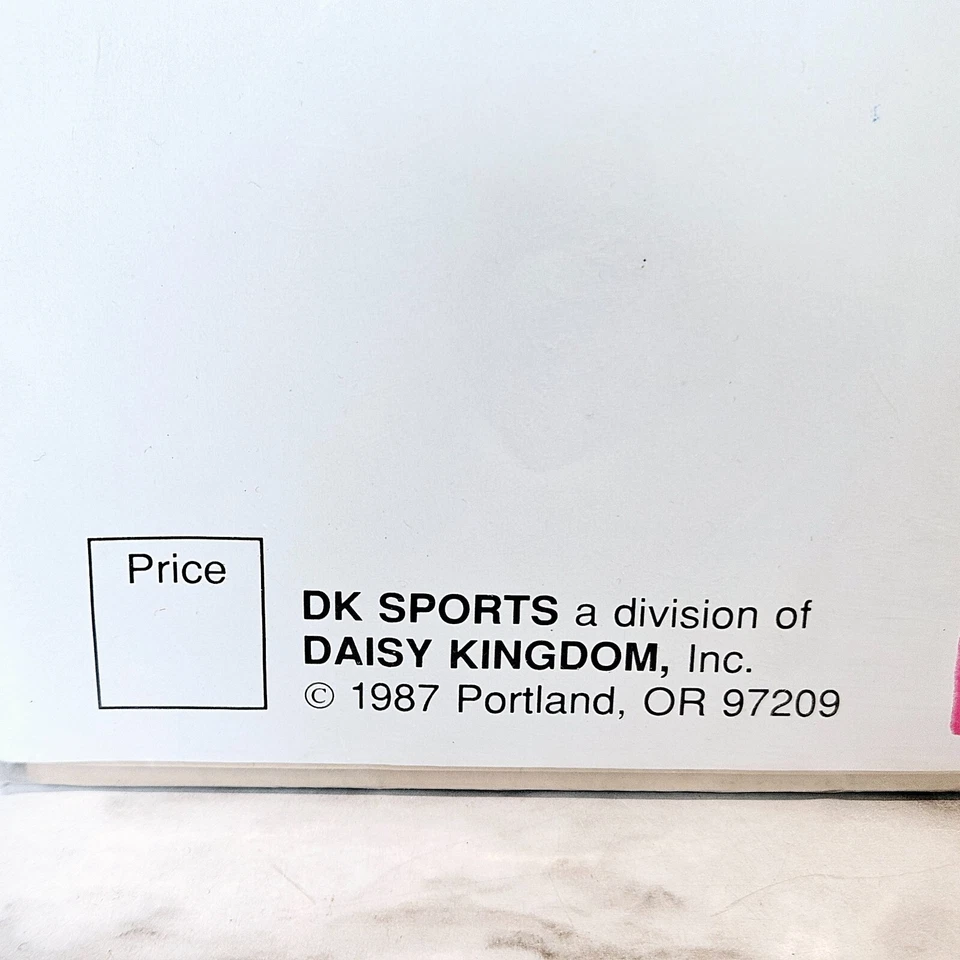 Price
DK SPORTS a division of
DAISY KINGDOM, Inc.
© 1987 Portland, OR 97209